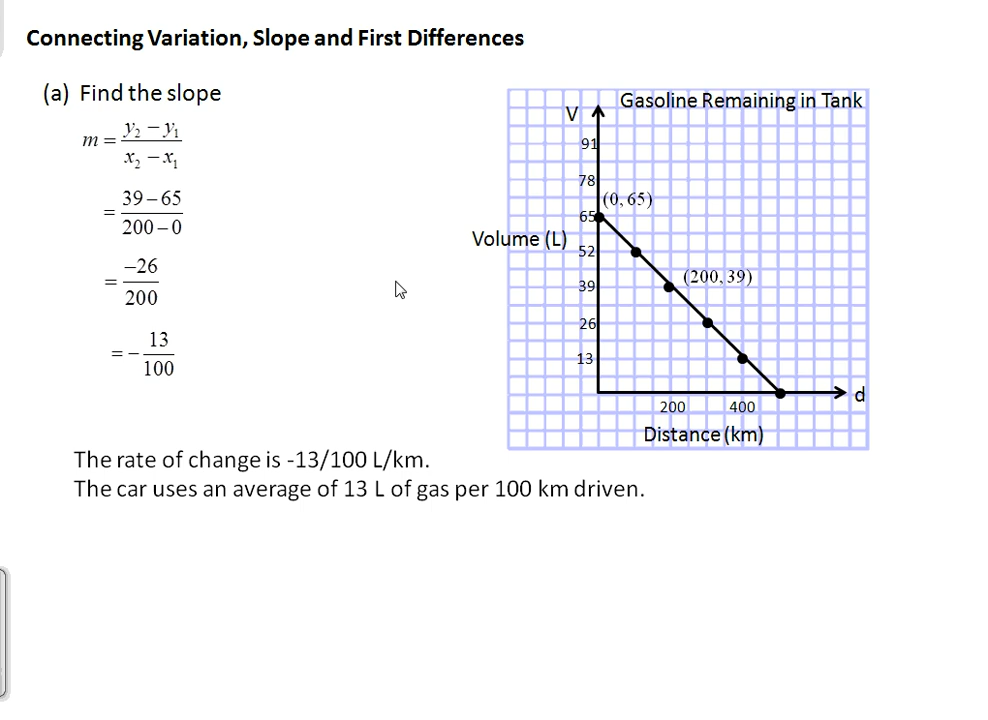 Connecting Variation, Slope and First Differences
(a) Find the slope
m = (y₂ − y₁)/(x₂ − x₁)
= (39 − 65)/(200 − 0)
= −26/200
= − 13/100
Gasoline Remaining in Tank
V
91
78
(0, 65)
65
Volume (L)
52
(200, 39)
39
26
13
d
200 400
Distance (km)
The rate of change is -13/100 L/km.
The car uses an average of 13 L of gas per 100 km driven.